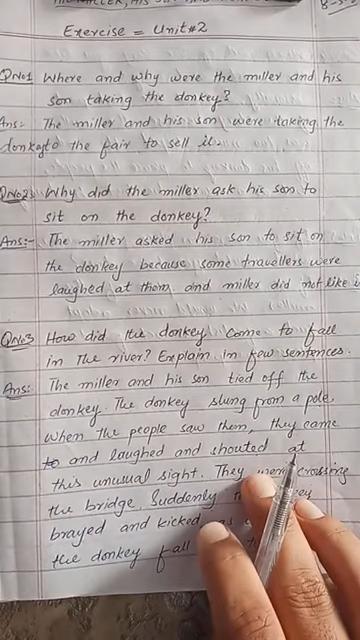 MILLER, HIS
Exercise = Unit#2
QNo1 Where and why were the miller and his
son taking the donkey?
Ans: The miller and his son were taking the
donkey to the fair to sell it.
QNo2: Why did the miller ask his son to
sit on the donkey?
Ans:- The miller asked his son to sit on
the donkey because some travellers were
laughed at them and miller did not like i
QNo3 How did the donkey come to fall
in the river? Explain in few sentences.
Ans: The miller and his son tied off the
donkey. The donkey slung from a pole.
When the people saw them, they came
to and laughed and shouted at
this unusual sight. They were crossing
the bridge. Suddenly
brayed and kicked
the donkey fall